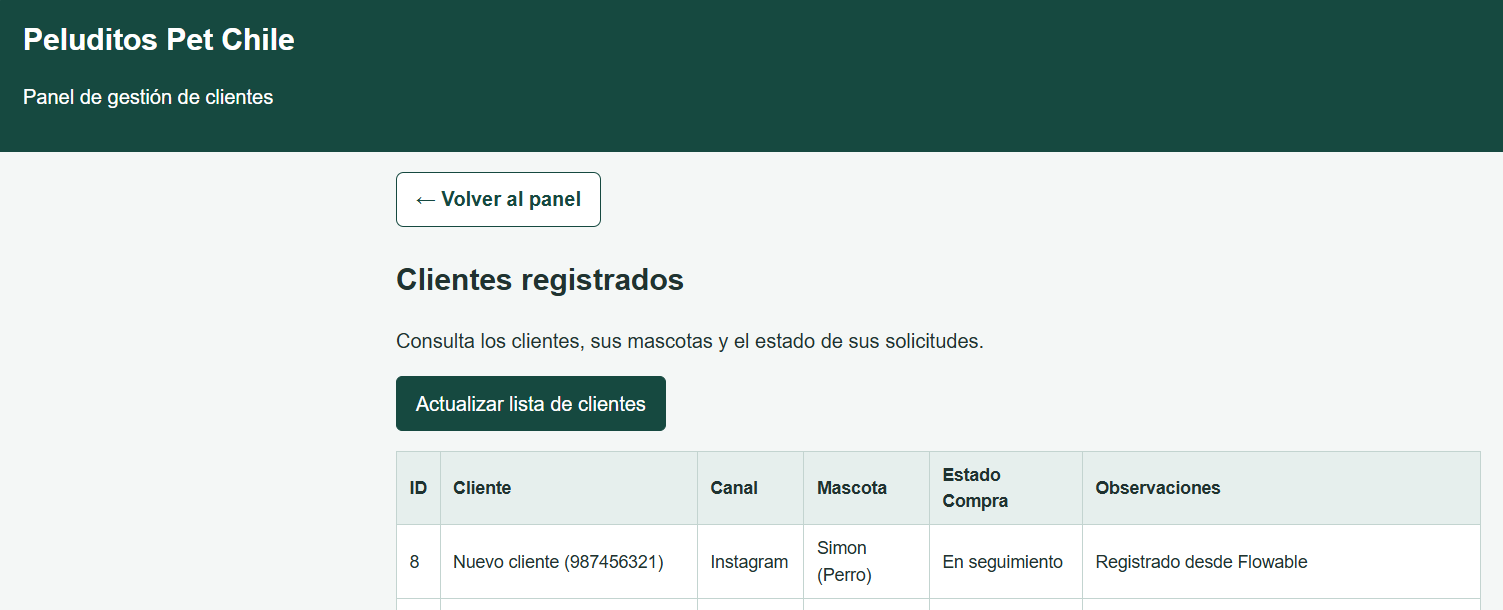 Peluditos Pet Chile
Panel de gestión de clientes
← Volver al panel
Clientes registrados
Consulta los clientes, sus mascotas y el estado de sus solicitudes.
Actualizar lista de clientes
ID Cliente Canal Mascota Estado Compra Observaciones
8 Nuevo cliente (987456321) Instagram Simon (Perro) En seguimiento Registrado desde Flowable